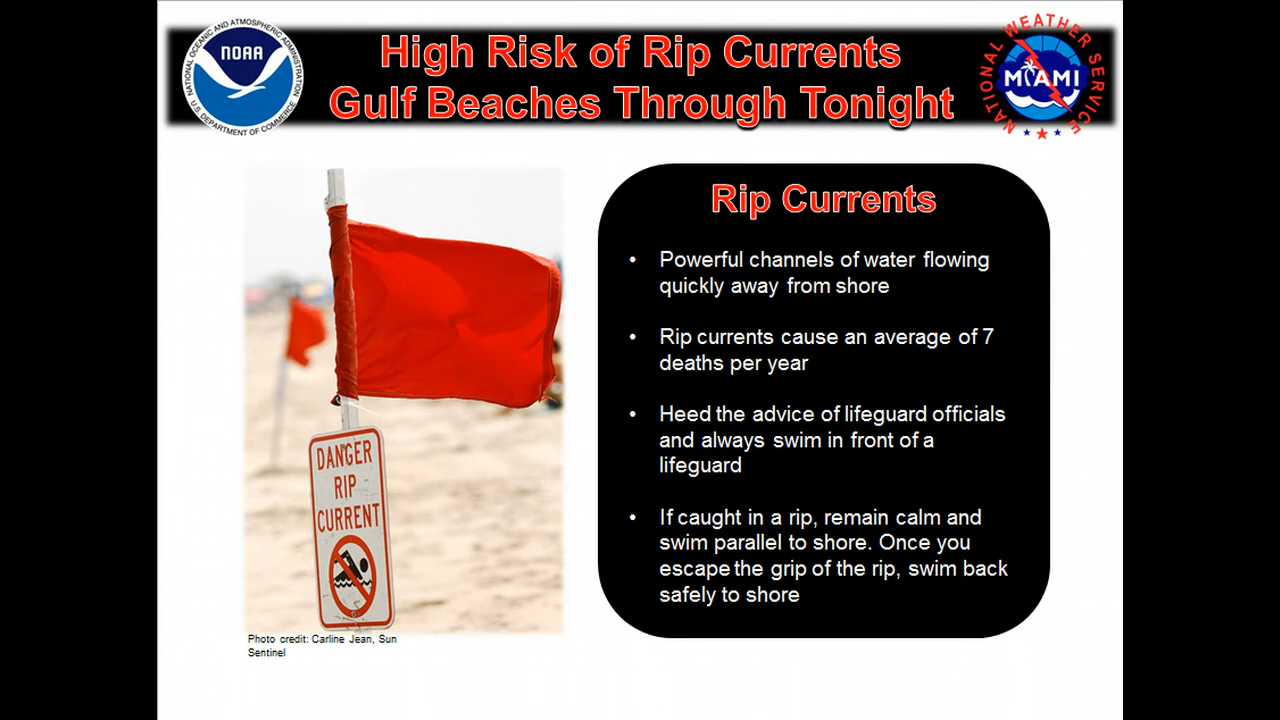 High Risk of Rip Currents
Gulf Beaches Through Tonight
NATIONAL OCEANIC AND ATMOSPHERIC ADMINISTRATION
NOAA
U.S. DEPARTMENT OF COMMERCE
NATIONAL WEATHER SERVICE
MIAMI
DANGER
RIP
CURRENT
Photo credit: Carline Jean, Sun
Sentinel
Rip Currents
• Powerful channels of water flowing
quickly away from shore
• Rip currents cause an average of 7
deaths per year
• Heed the advice of lifeguard officials
and always swim in front of a
lifeguard
• If caught in a rip, remain calm and
swim parallel to shore. Once you
escape the grip of the rip, swim back
safely to shore